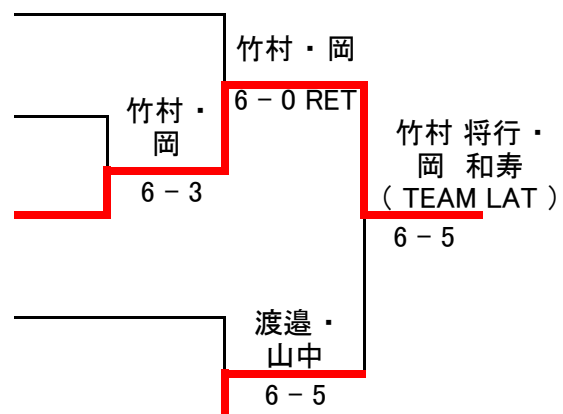 竹村・岡
6 − 0 RET
竹村・
岡
6 − 3
竹村 将行・
岡 和寿
( TEAM LAT )
6 − 5
渡邉・
山中
6 − 5